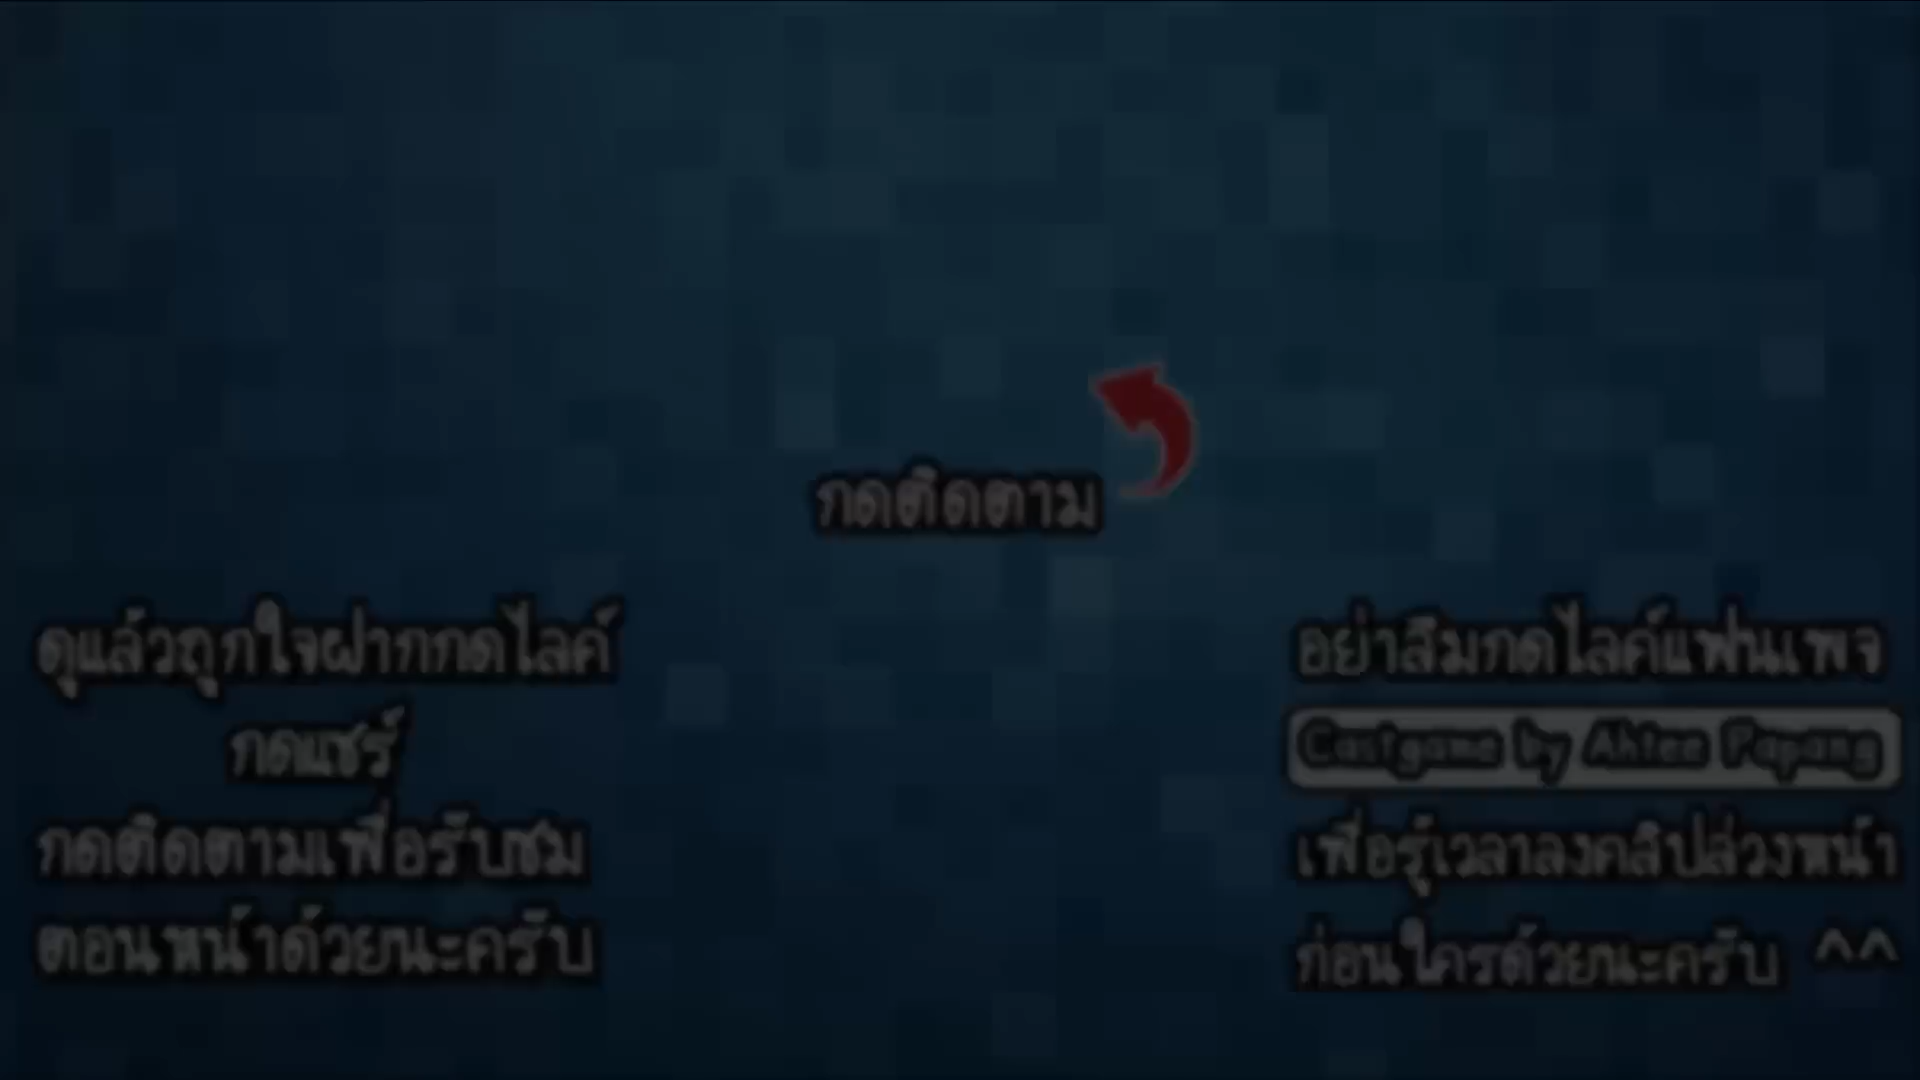 กดติดตาม
ดูแล้วถูกใจฝากกดไลค์
กดแชร์
กดติดตามเพื่อรับชม
ตอนหน้าด้วยนะครับ
อย่าลืมกดไลค์แฟนเพจ
Castgame by Ahtee Papang
เพื่อรู้เวลาลงคลิปล่วงหน้า
ก่อนใครด้วยนะครับ ^^